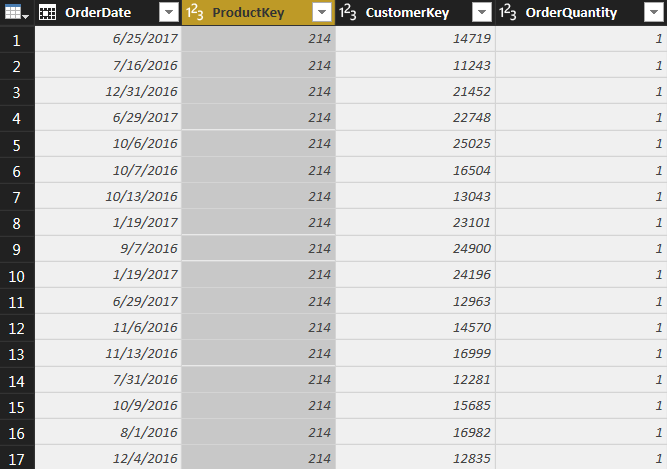 OrderDate 1²3 ProductKey 1²3 CustomerKey 1²3 OrderQuantity
1 6/25/2017 214 14719 1
2 7/16/2016 214 11243 1
3 12/31/2016 214 21452 1
4 6/29/2017 214 22748 1
5 10/6/2016 214 25025 1
6 10/7/2016 214 16504 1
7 10/13/2016 214 13043 1
8 1/19/2017 214 23101 1
9 9/7/2016 214 24900 1
10 1/19/2017 214 24196 1
11 6/29/2017 214 12963 1
12 11/6/2016 214 14570 1
13 11/13/2016 214 16999 1
14 7/31/2016 214 12281 1
15 10/9/2016 214 15685 1
16 8/1/2016 214 16982 1
17 12/4/2016 214 12835 1